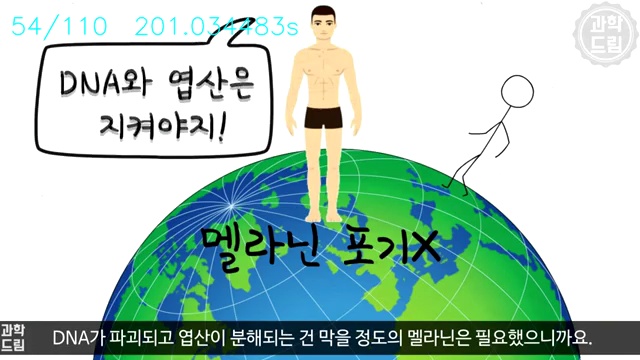 54/110 201.034483s
과학
드림
DNA와 엽산은
지켜야지!
멜라닌 포기X
과학
드림
DNA가 파괴되고 엽산이 분해되는 건 막을 정도의 멜라닌은 필요했으니까요.